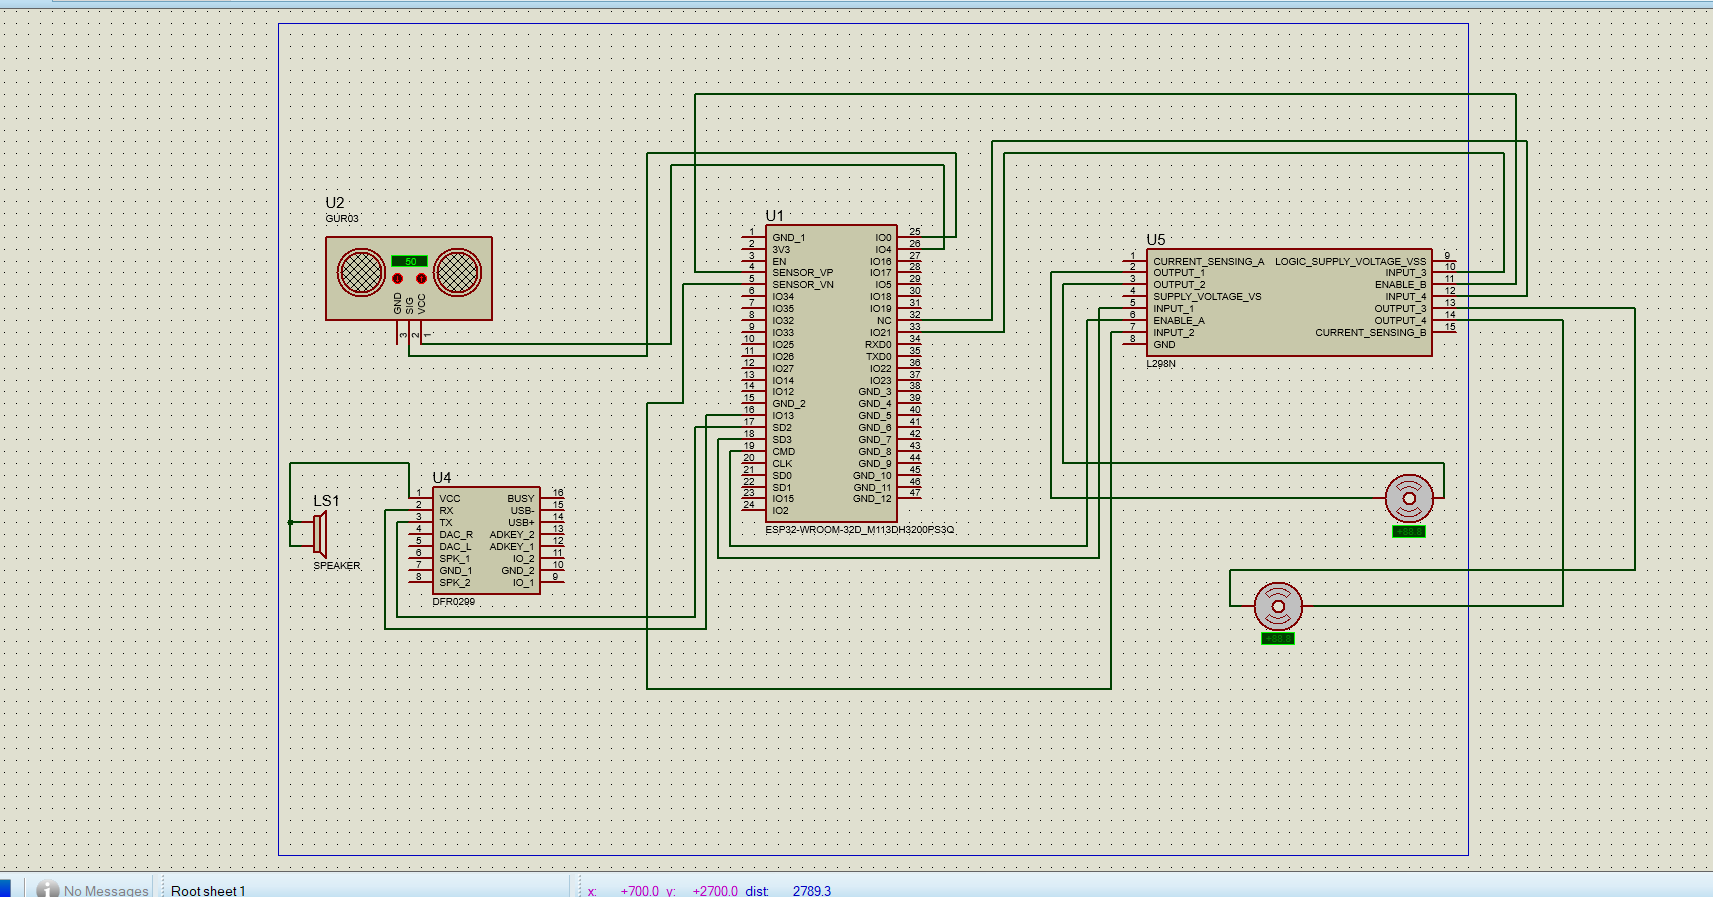 U2
GUR03
50
GND
SIG
VCC
3
2
1
U1
1 GND_1 IO0 25
2 3V3 IO4 26
3 EN IO16 27
4 SENSOR_VP IO17 28
5 SENSOR_VN IO5 29
6 IO34 IO18 30
7 IO35 IO19 31
8 IO32 NC 32
9 IO33 IO21 33
10 IO25 RXD0 34
11 IO26 TXD0 35
12 IO27 IO22 36
13 IO14 IO23 37
14 IO12 GND_3 38
15 GND_2 GND_4 39
16 IO13 GND_5 40
17 SD2 GND_6 41
18 SD3 GND_7 42
19 CMD GND_8 43
20 CLK GND_9 44
21 SD0 GND_10 45
22 SD1 GND_11 46
23 IO15 GND_12 47
24 IO2
ESP32-WROOM-32D_M113DH3200PS3Q
U5
1 CURRENT_SENSING_A LOGIC_SUPPLY_VOLTAGE_VSS 9
2 OUTPUT_1 INPUT_3 10
3 OUTPUT_2 ENABLE_B 11
4 SUPPLY_VOLTAGE_VS INPUT_4 12
5 INPUT_1 OUTPUT_3 13
6 ENABLE_A OUTPUT_4 14
7 INPUT_2 CURRENT_SENSING_B 15
8 GND
L298N
LS1
SPEAKER
U4
1 VCC BUSY 16
2 RX USB- 15
3 TX USB+ 14
4 DAC_R ADKEY_2 13
5 DAC_L ADKEY_1 12
6 SPK_1 IO_2 11
7 GND_1 GND_2 10
8 SPK_2 IO_1 9
DFR0299
No Messages
Root sheet 1
x: +700.0 y: +2700.0 dist: 2789.3